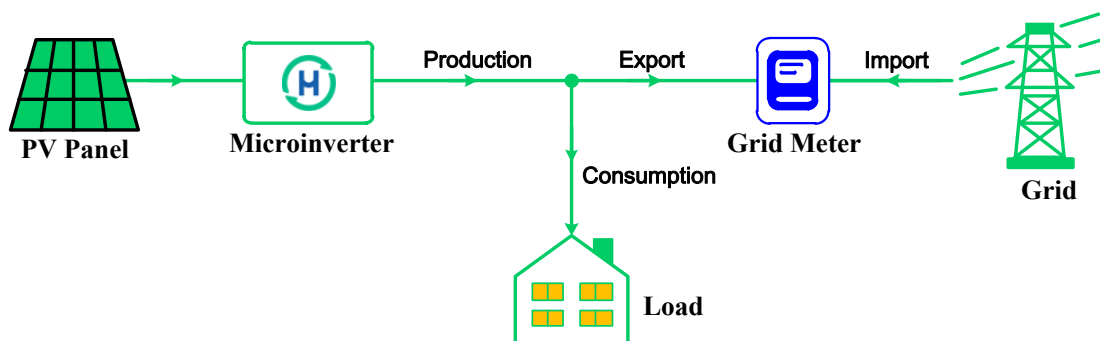 Production
Export
Import
H
PV Panel
Microinverter
Grid Meter
Grid
Consumption
Load